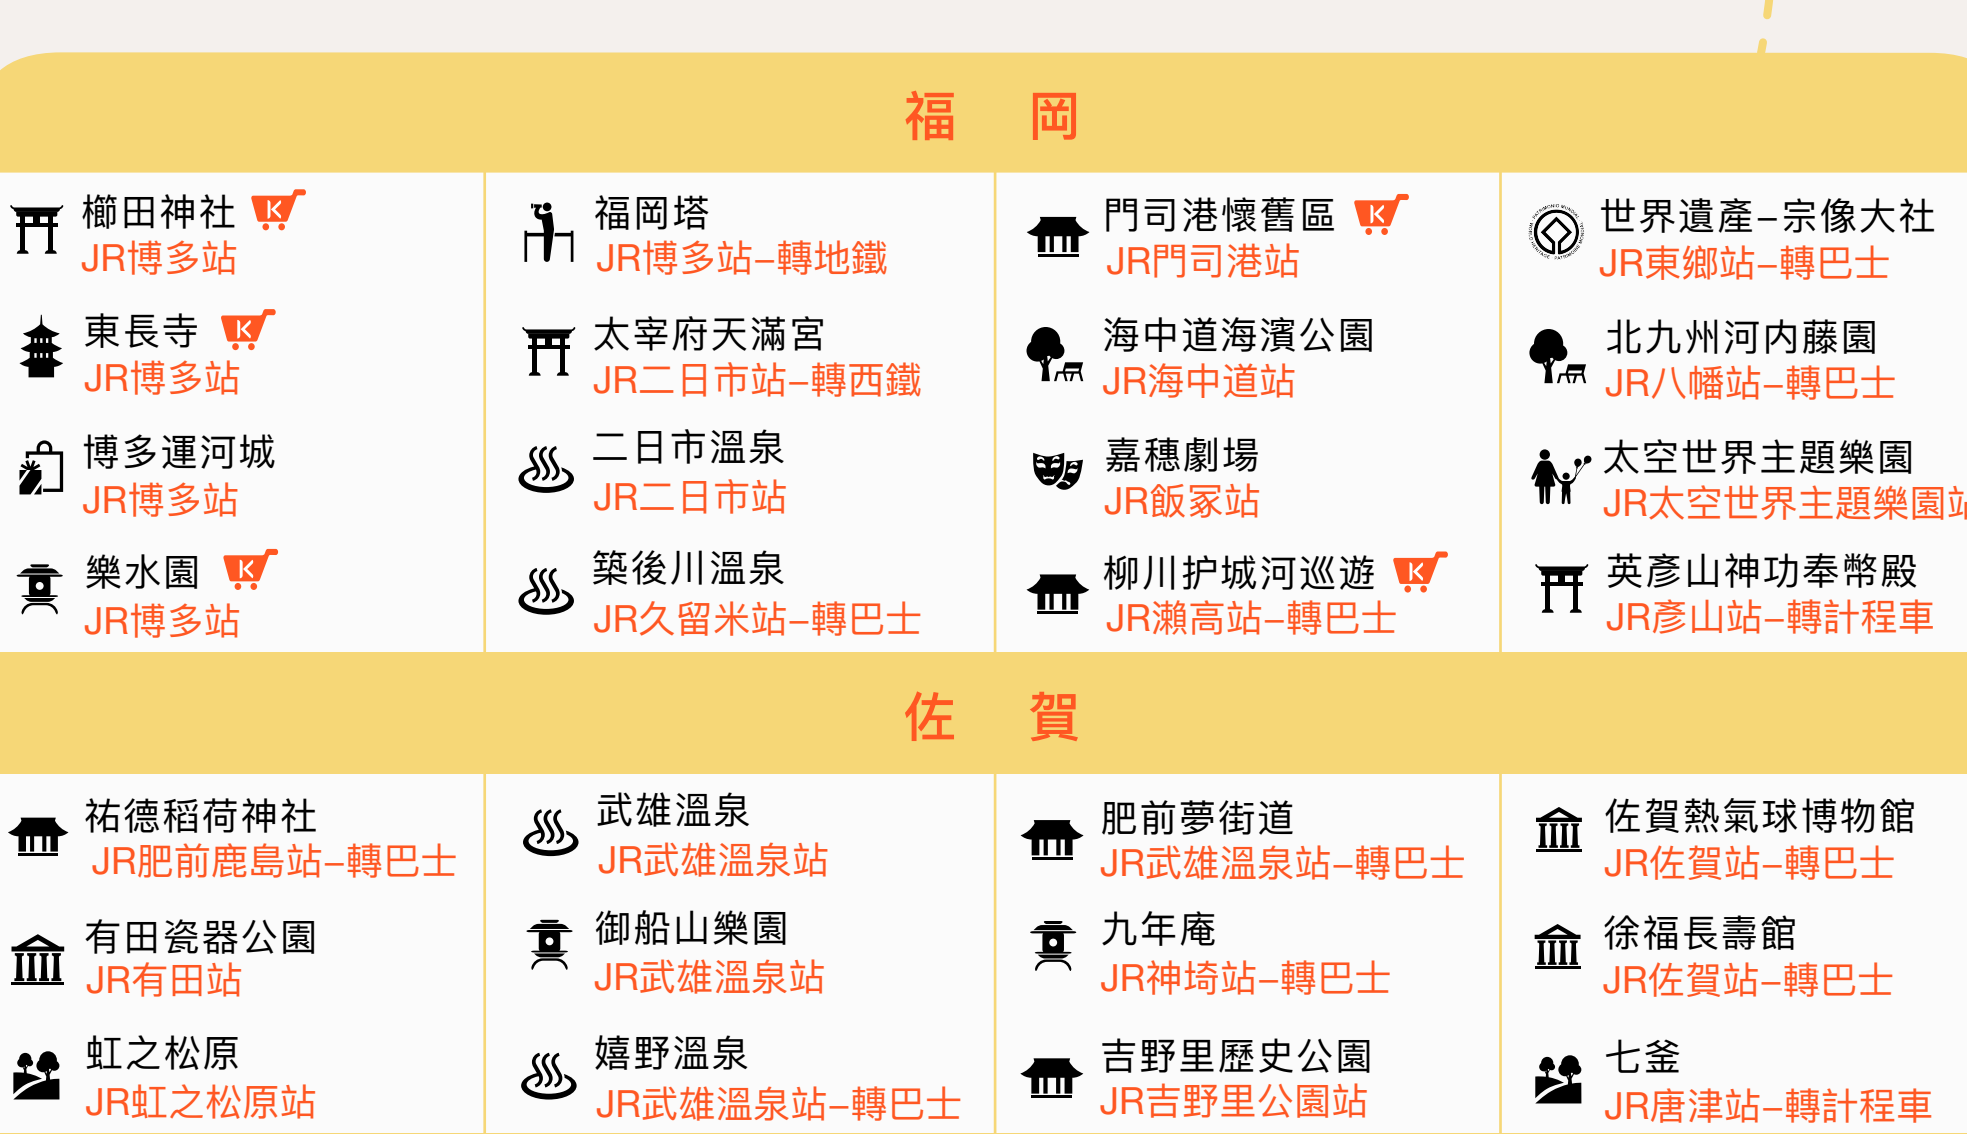 福岡
櫛田神社
JR博多站
福岡塔
JR博多站–轉地鐵
門司港懷舊區
JR門司港站
世界遺產–宗像大社
JR東鄉站–轉巴士
東長寺
JR博多站
太宰府天滿宮
JR二日市站–轉西鐵
海中道海濱公園
JR海中道站
北九州河内藤園
JR八幡站–轉巴士
博多運河城
JR博多站
二日市溫泉
JR二日市站
嘉穗劇場
JR飯冢站
太空世界主題樂園
JR太空世界主題樂園站
樂水園
JR博多站
築後川溫泉
JR久留米站–轉巴士
柳川护城河巡遊
JR瀨高站–轉巴士
英彥山神功奉幣殿
JR彥山站–轉計程車
佐賀
祐德稻荷神社
JR肥前鹿島站–轉巴士
武雄溫泉
JR武雄溫泉站
肥前夢街道
JR武雄溫泉站–轉巴士
佐賀熱氣球博物館
JR佐賀站–轉巴士
有田瓷器公園
JR有田站
御船山樂園
JR武雄溫泉站
九年庵
JR神埼站–轉巴士
徐福長壽館
JR佐賀站–轉巴士
虹之松原
JR虹之松原站
嬉野溫泉
JR武雄溫泉站–轉巴士
吉野里歷史公園
JR吉野里公園站
七釜
JR唐津站–轉計程車